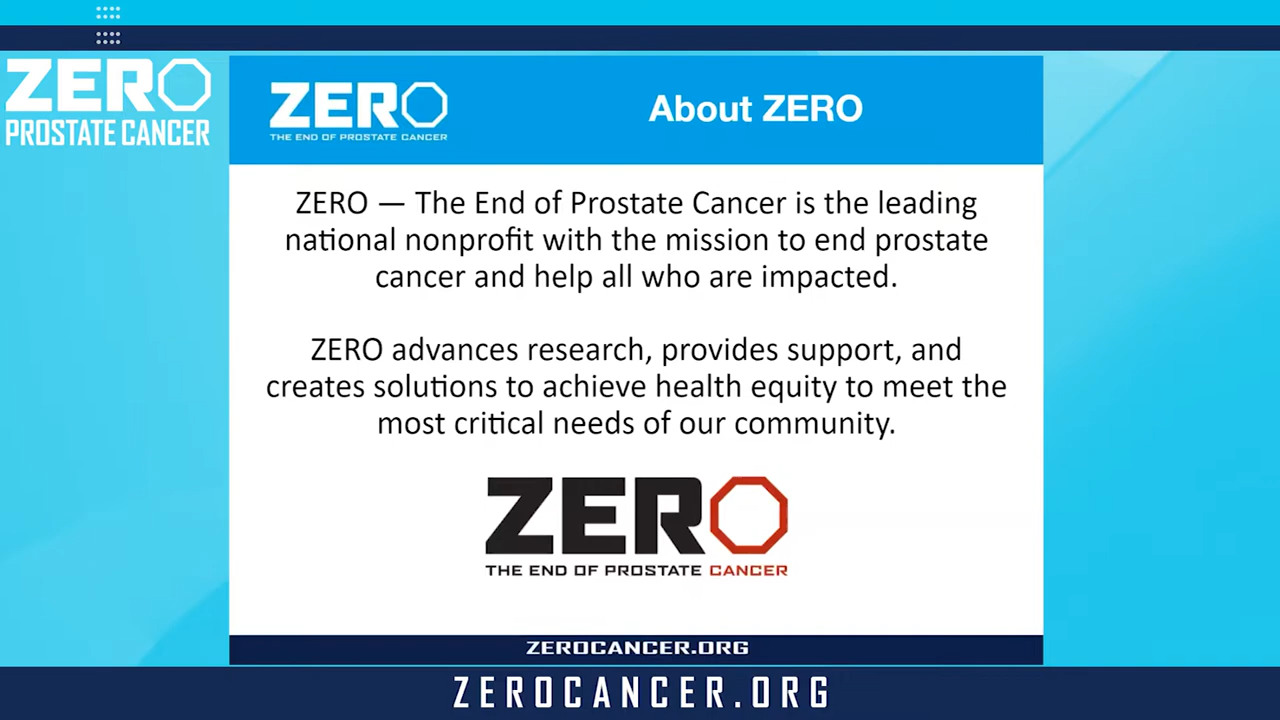 ZERO
PROSTATE CANCER
ZERO
THE END OF PROSTATE CANCER
About ZERO
ZERO — The End of Prostate Cancer is the leading
national nonprofit with the mission to end prostate
cancer and help all who are impacted.
ZERO advances research, provides support, and
creates solutions to achieve health equity to meet the
most critical needs of our community.
ZERO
THE END OF PROSTATE CANCER
ZEROCANCER.ORG
ZEROCANCER.ORG